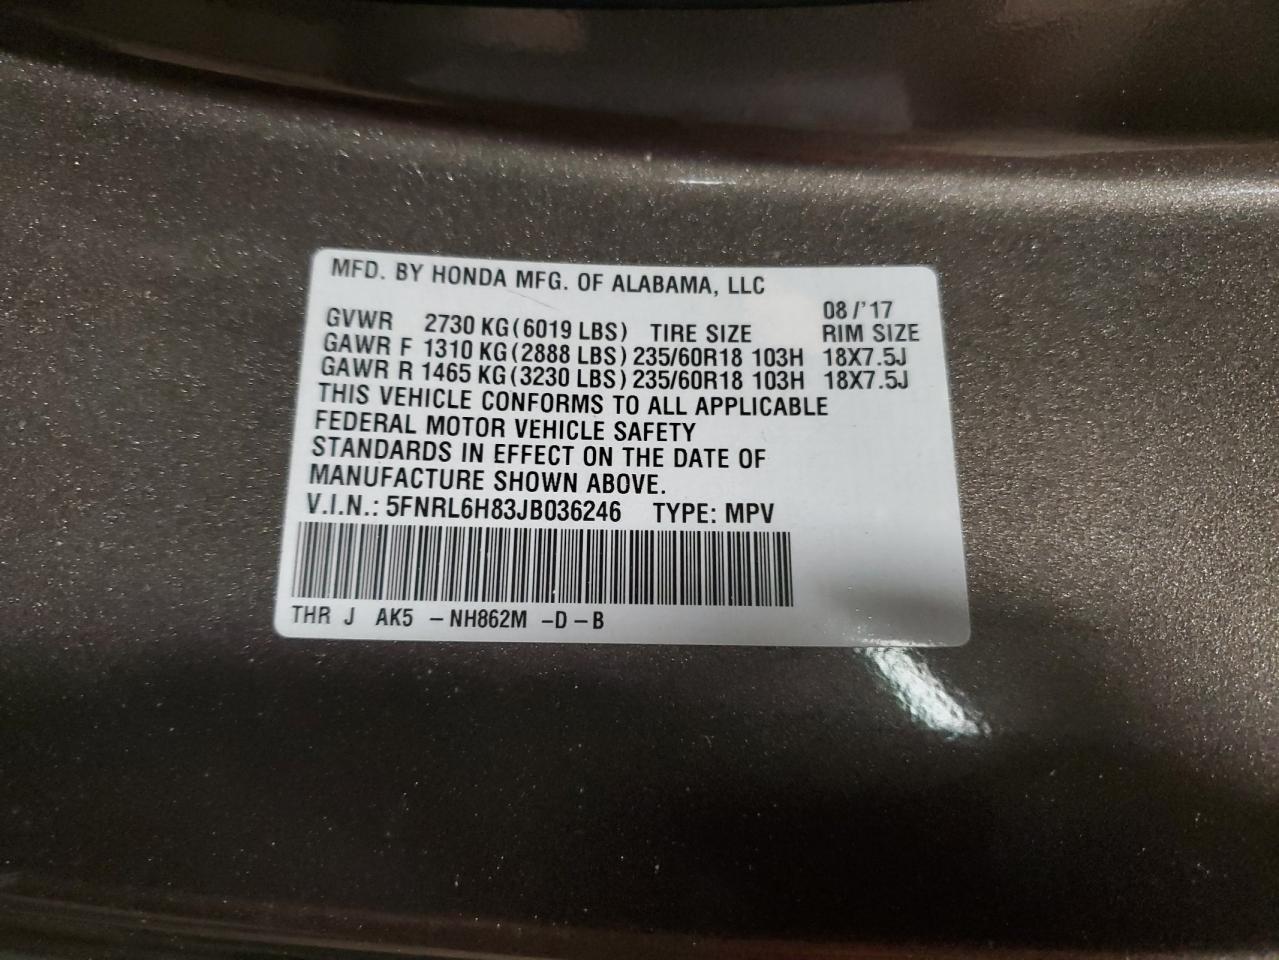 MFD. BY HONDA MFG. OF ALABAMA, LLC
08/'17
GVWR 2730 KG(6019 LBS) TIRE SIZE RIM SIZE
GAWR F 1310 KG(2888 LBS) 235/60R18 103H 18X7.5J
GAWR R 1465 KG(3230 LBS) 235/60R18 103H 18X7.5J
THIS VEHICLE CONFORMS TO ALL APPLICABLE
FEDERAL MOTOR VEHICLE SAFETY
STANDARDS IN EFFECT ON THE DATE OF
MANUFACTURE SHOWN ABOVE.
V.I.N.: 5FNRL6H83JB036246 TYPE: MPV
THR J AK5 -NH862M -D-B